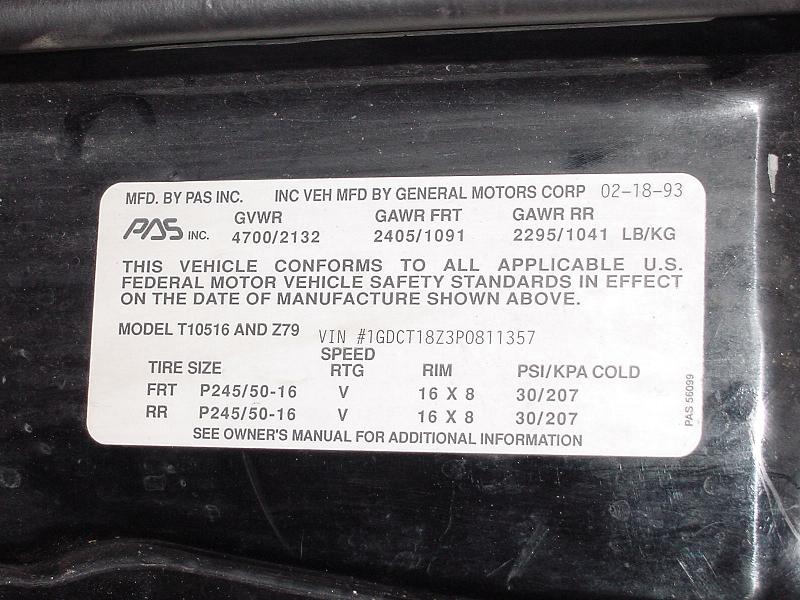 MFD. BY PAS INC. INC VEH MFD BY GENERAL MOTORS CORP 02-18-93
GVWR GAWR FRT GAWR RR
PAS INC. 4700/2132 2405/1091 2295/1041 LB/KG
THIS VEHICLE CONFORMS TO ALL APPLICABLE U.S.
FEDERAL MOTOR VEHICLE SAFETY STANDARDS IN EFFECT
ON THE DATE OF MANUFACTURE SHOWN ABOVE.
MODEL T10516 AND Z79 VIN #1GDCT18Z3P0811357
TIRE SIZE SPEED RTG RIM PSI/KPA COLD
FRT P245/50-16 V 16 X 8 30/207
RR P245/50-16 V 16 X 8 30/207
SEE OWNER'S MANUAL FOR ADDITIONAL INFORMATION
PAS 56099